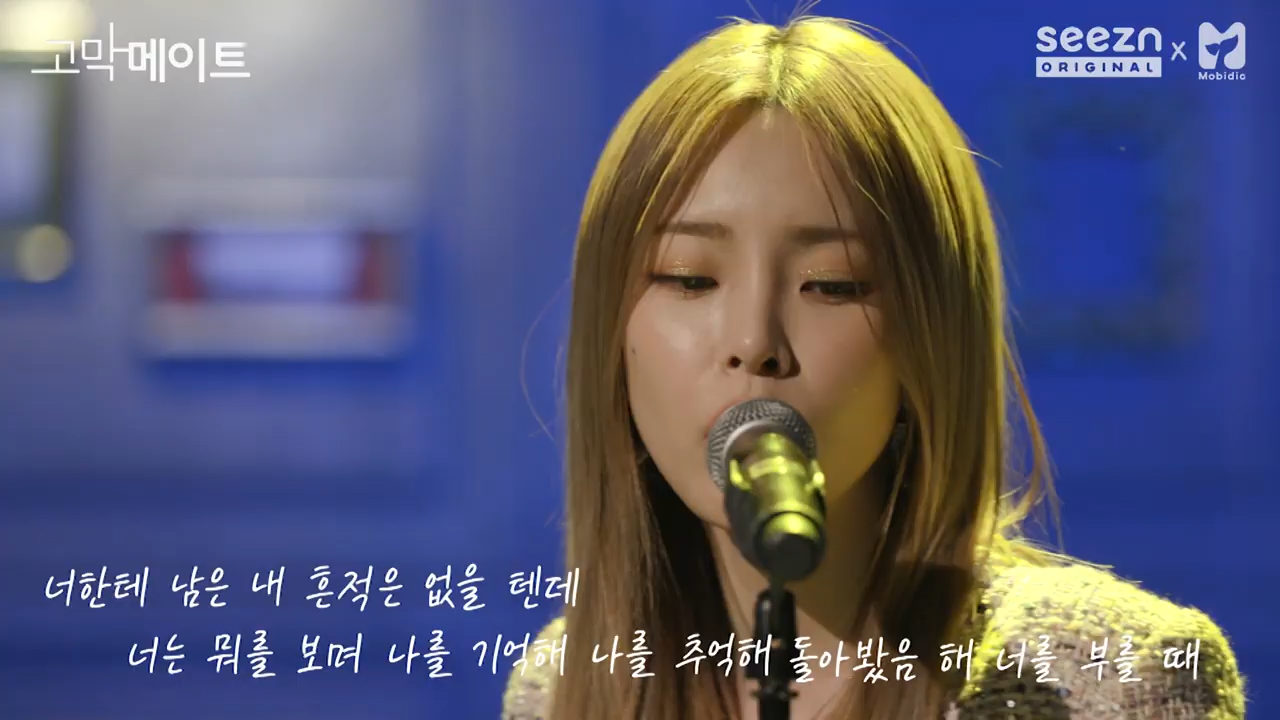 고막메이트
seezn
ORIGINAL
x
Mobidic
너한테 남은 내 흔적은 없을 텐데
너는 뭐를 보며 나를 기억해 나를 추억해 돌아봤음 해 너를 부를 때